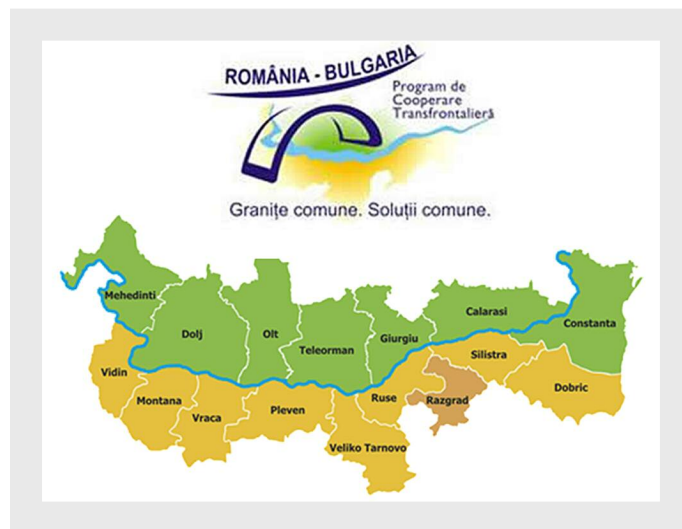 ROMÂNIA - BULGARIA
Program de
Cooperare
Transfrontalieră
Granițe comune. Soluții comune.
Mehedinti
Dolj
Olt
Teleorman
Giurgiu
Calarasi
Constanta
Vidin
Montana
Vraca
Pleven
Veliko Tarnovo
Ruse
Razgrad
Silistra
Dobric